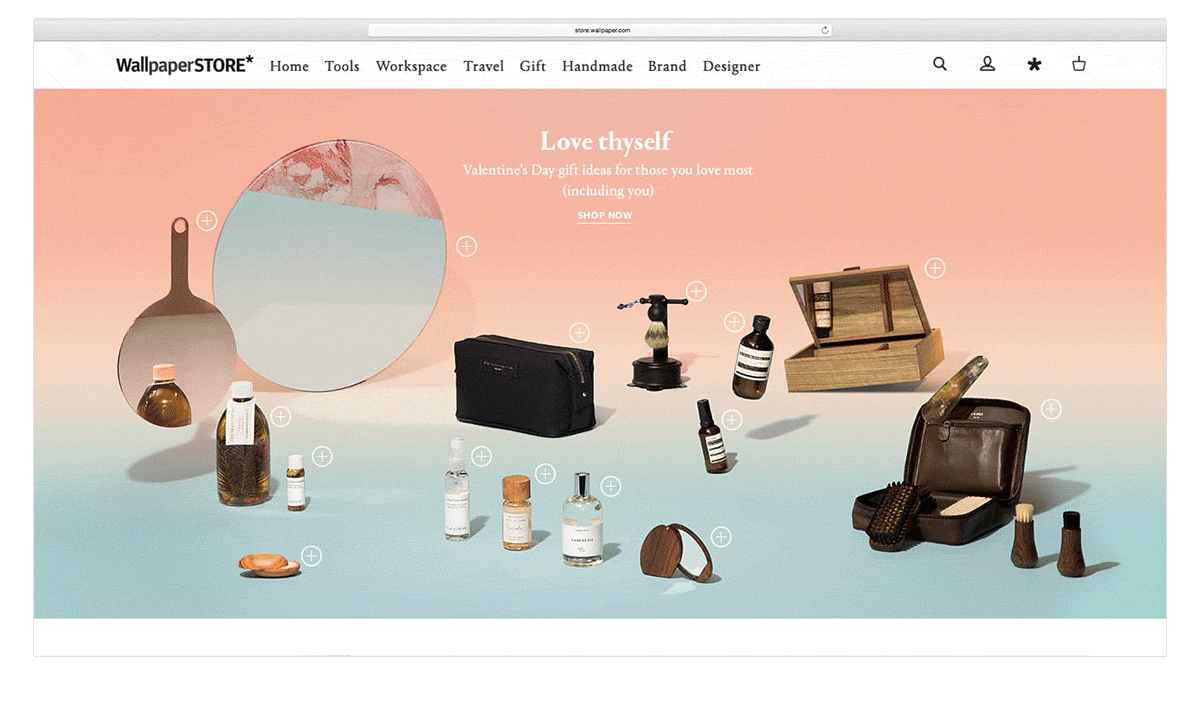 store.wallpaper.com
WallpaperSTORE* Home Tools Workspace Travel Gift Handmade Brand Designer
Love thyself
Valentine's Day gift ideas for those you love most
(including you)
SHOP NOW